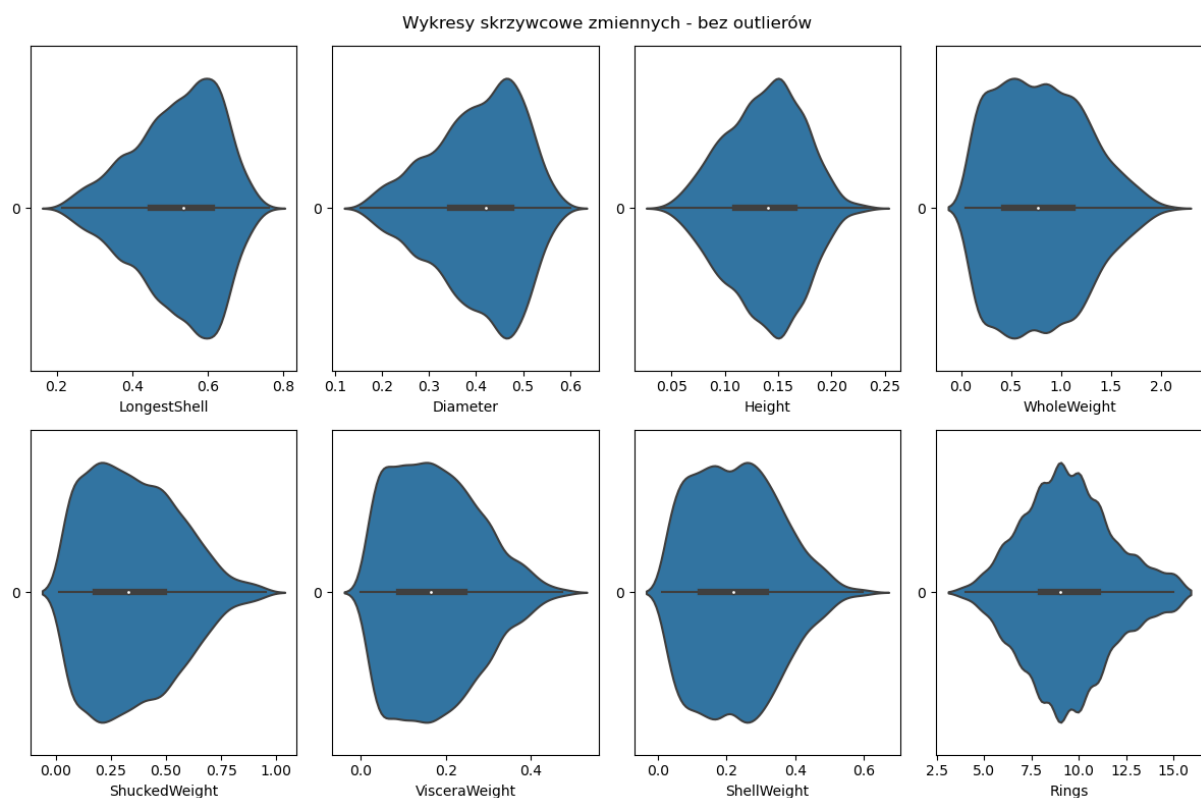 Wykresy skrzywcowe zmiennych - bez outlierów
0
0.2 0.4 0.6 0.8
LongestShell
0
0.1 0.2 0.3 0.4 0.5 0.6
Diameter
0
0.05 0.10 0.15 0.20 0.25
Height
0
0.0 0.5 1.0 1.5 2.0
WholeWeight
0
0.00 0.25 0.50 0.75 1.00
ShuckedWeight
0
0.0 0.2 0.4
VisceraWeight
0
0.0 0.2 0.4 0.6
ShellWeight
0
2.5 5.0 7.5 10.0 12.5 15.0
Rings